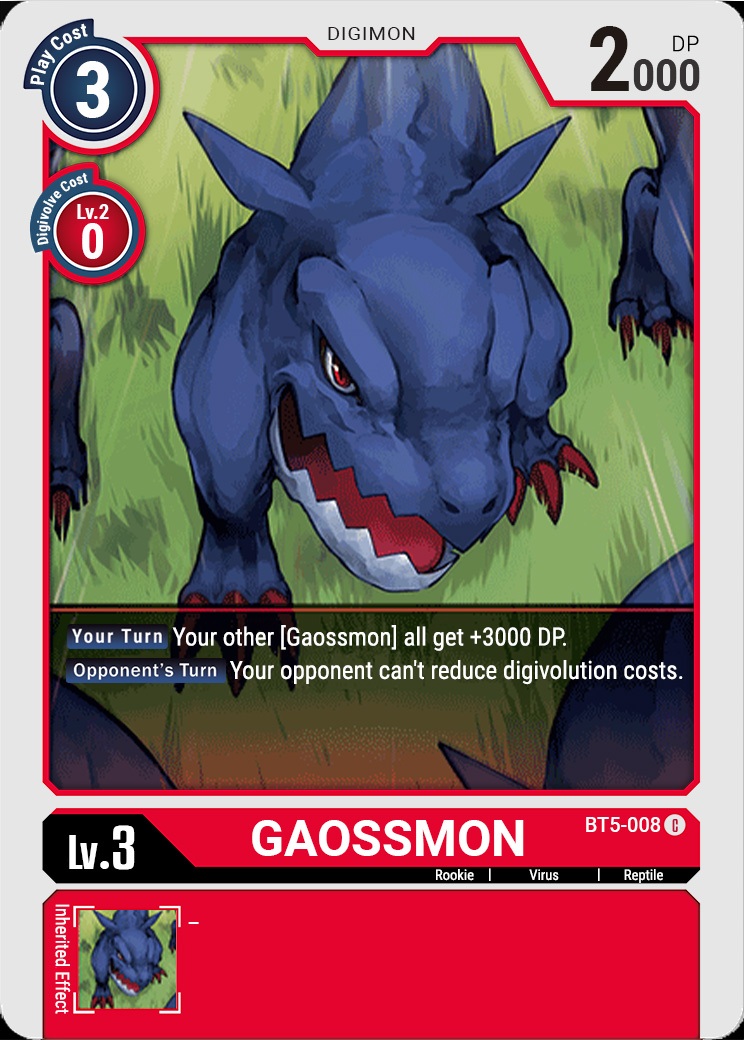 DIGIMON
Play Cost
3
DP
2000
Digivolve Cost
Lv.2
0
Your Turn Your other [Gaossmon] all get +3000 DP.
Opponent's Turn Your opponent can't reduce digivolution costs.
Lv.3
GAOSSMON
BT5-008 C
Rookie | Virus | Reptile
Inherited Effect
–